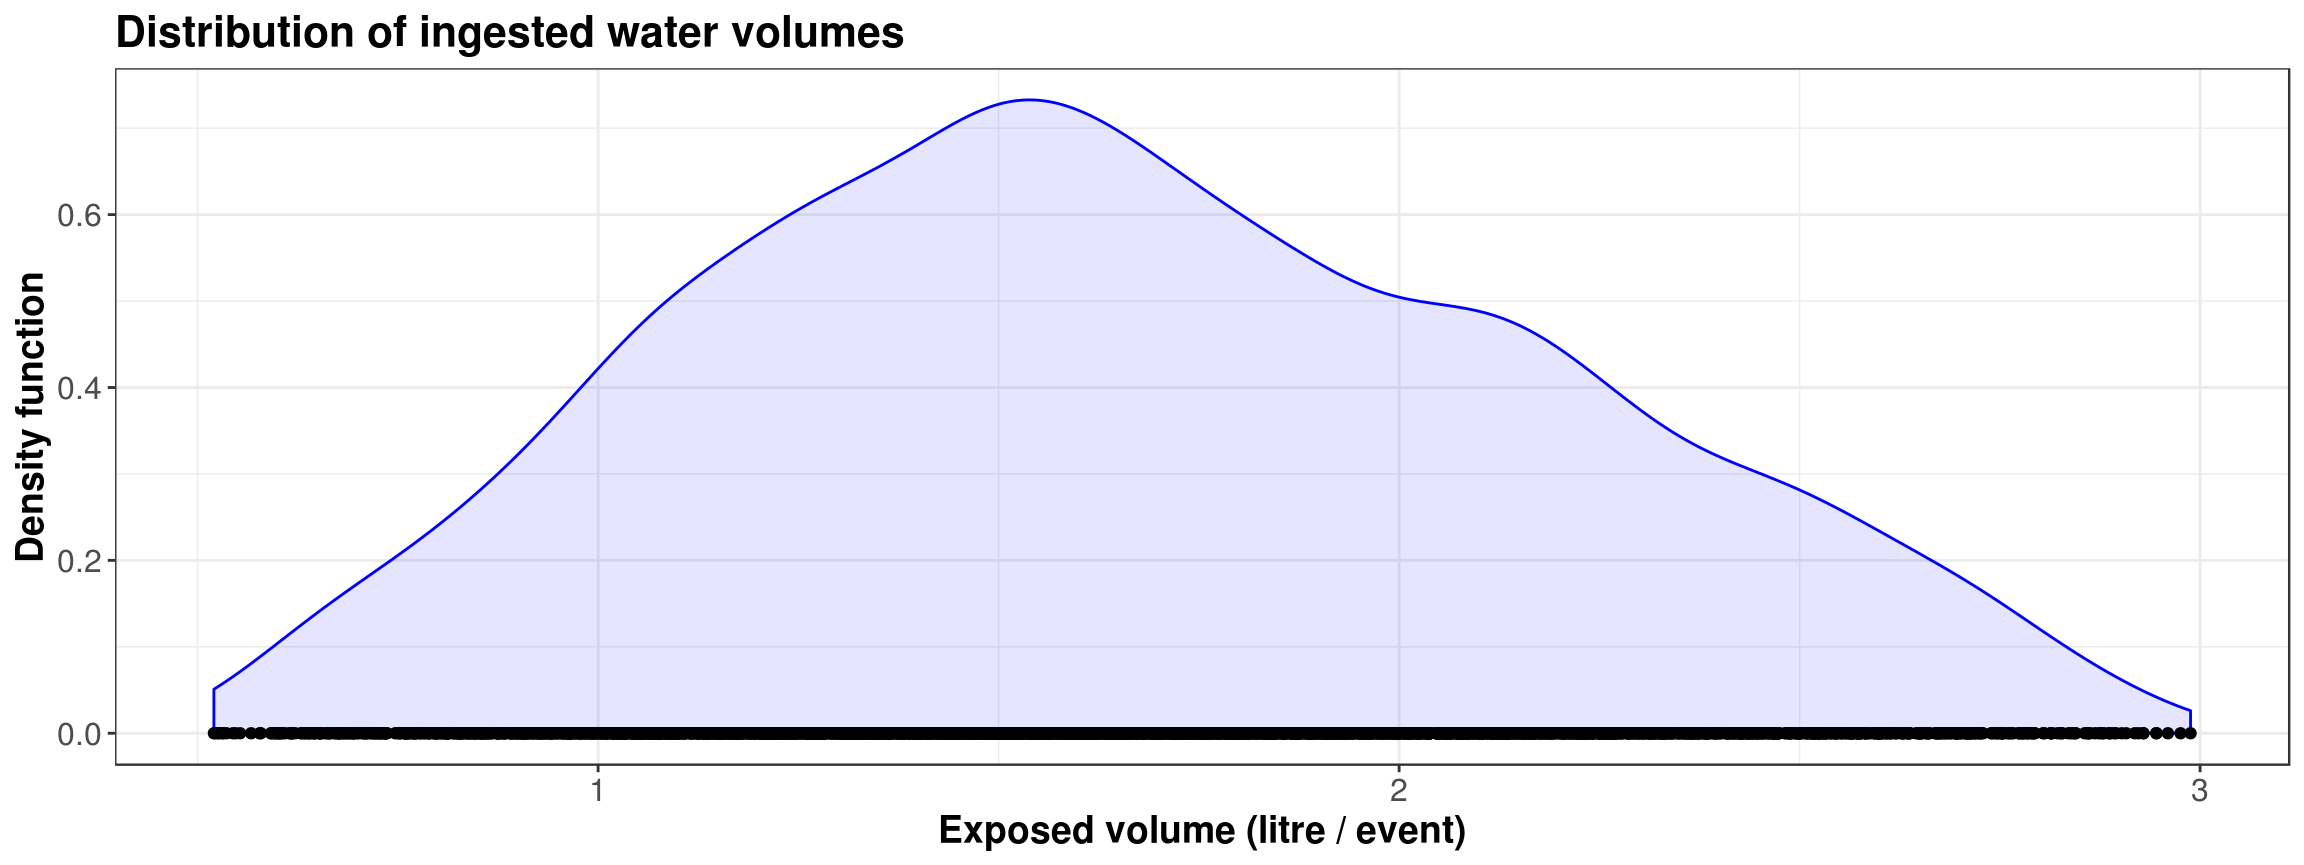 Distribution of ingested water volumes
Density function
0.6
0.4
0.2
0.0
1 2 3
Exposed volume (litre / event)